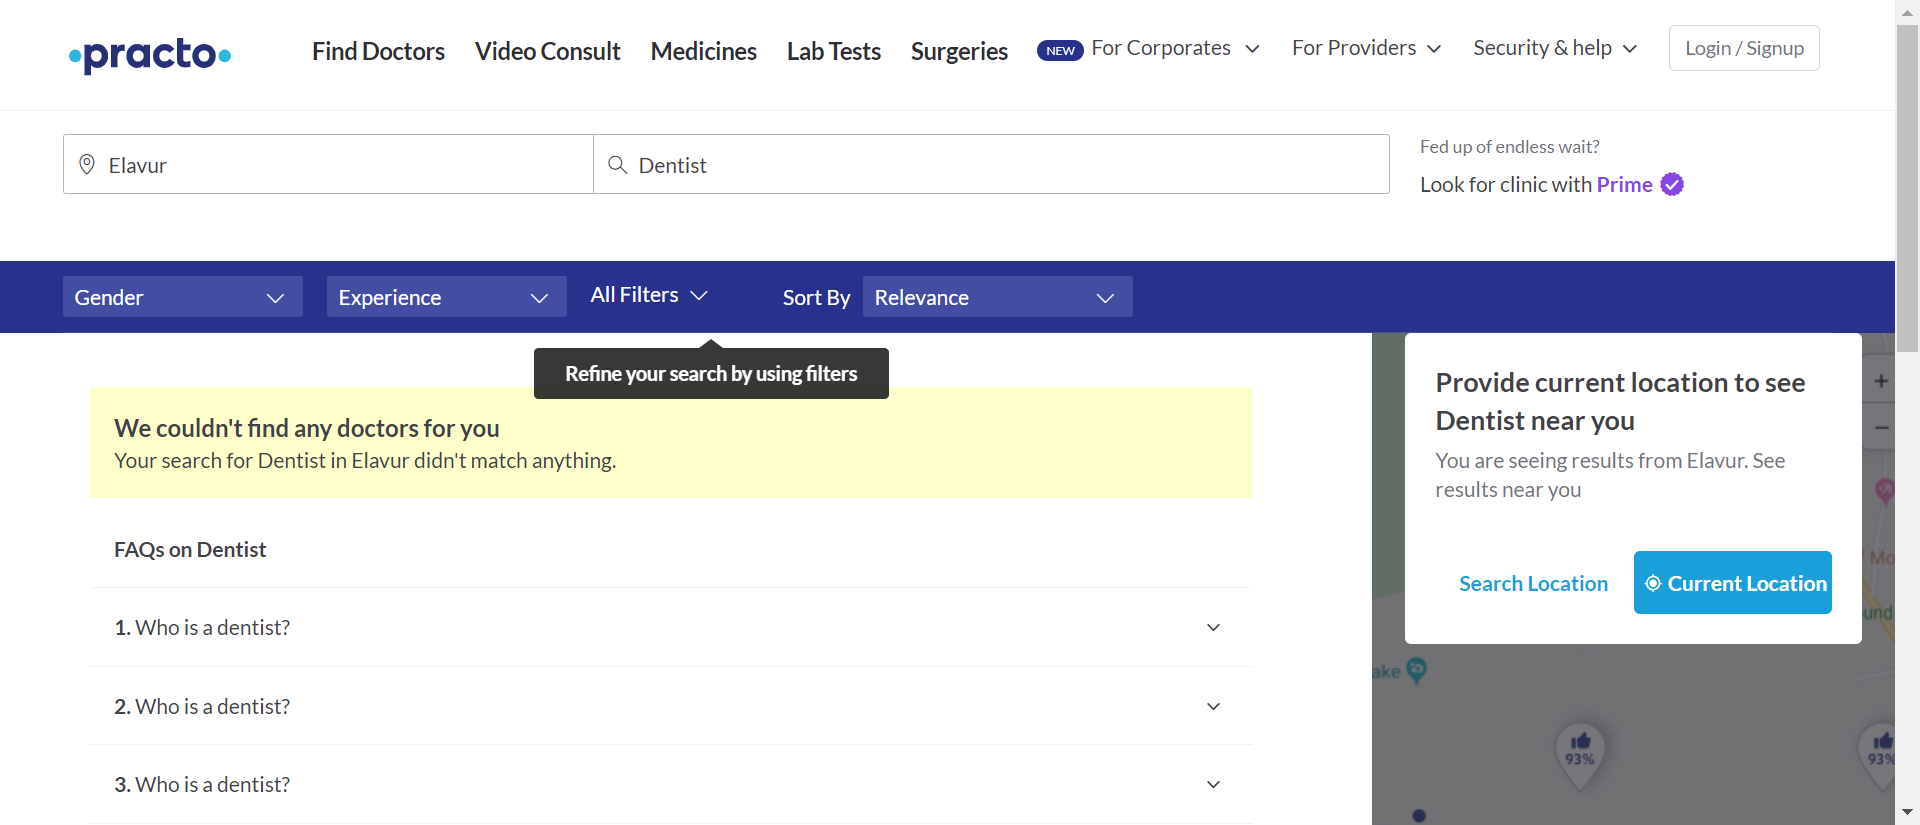 practo
Find Doctors
Video Consult
Medicines
Lab Tests
Surgeries
NEW
For Corporates
For Providers
Security & help
Login / Signup
Elavur
Dentist
Fed up of endless wait?
Look for clinic with Prime
Gender
Experience
All Filters
Sort By
Relevance
Refine your search by using filters
We couldn't find any doctors for you
Your search for Dentist in Elavur didn't match anything.
FAQs on Dentist
1. Who is a dentist?
2. Who is a dentist?
3. Who is a dentist?
Provide current location to see
Dentist near you
You are seeing results from Elavur. See
results near you
Search Location
Current Location
93%
93%